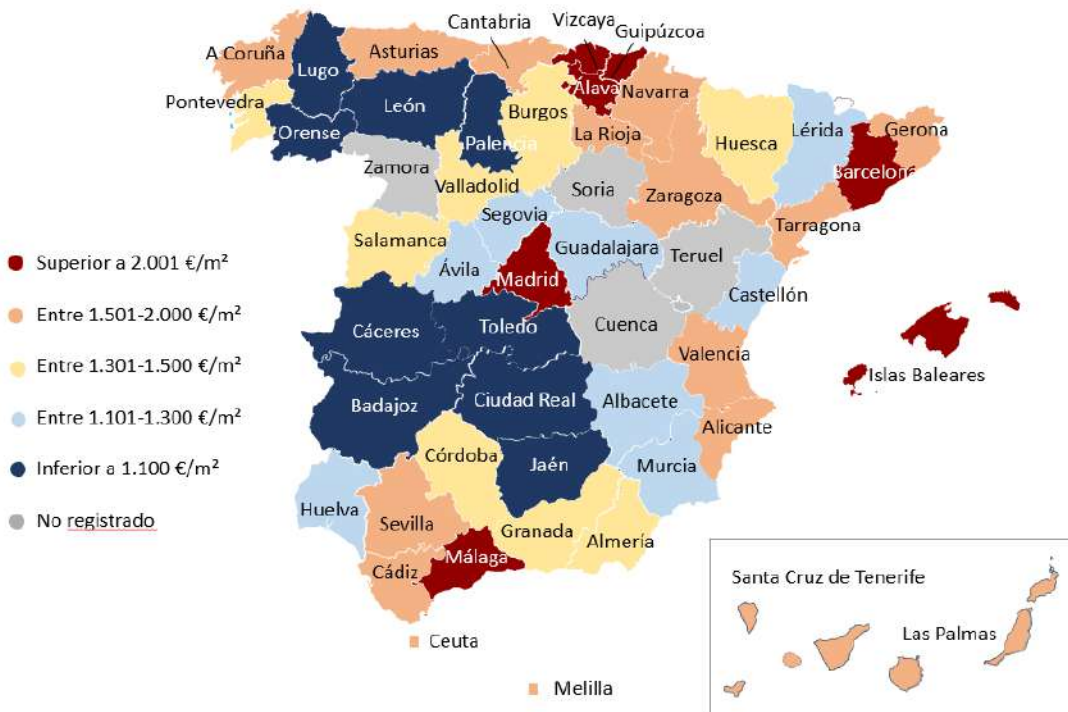 Cantabria
Vizcaya
Guipúzcoa
A Coruña
Asturias
Lugo
Álava
Navarra
Pontevedra
León
Burgos
Orense
Palencia
La Rioja
Huesca
Lérida
Gerona
Zamora
Barcelona
Valladolid
Soria
Zaragoza
Segovia
Tarragona
Salamanca
Guadalajara
Teruel
Ávila
Madrid
Castellón
Cáceres
Toledo
Cuenca
Valencia
Islas Baleares
Badajoz
Ciudad Real
Albacete
Alicante
Córdoba
Jaén
Murcia
Huelva
Sevilla
Granada
Almería
Málaga
Cádiz
Ceuta
Melilla
Superior a 2.001 €/m²
Entre 1.501-2.000 €/m²
Entre 1.301-1.500 €/m²
Entre 1.101-1.300 €/m²
Inferior a 1.100 €/m²
No registrado
Santa Cruz de Tenerife
Las Palmas